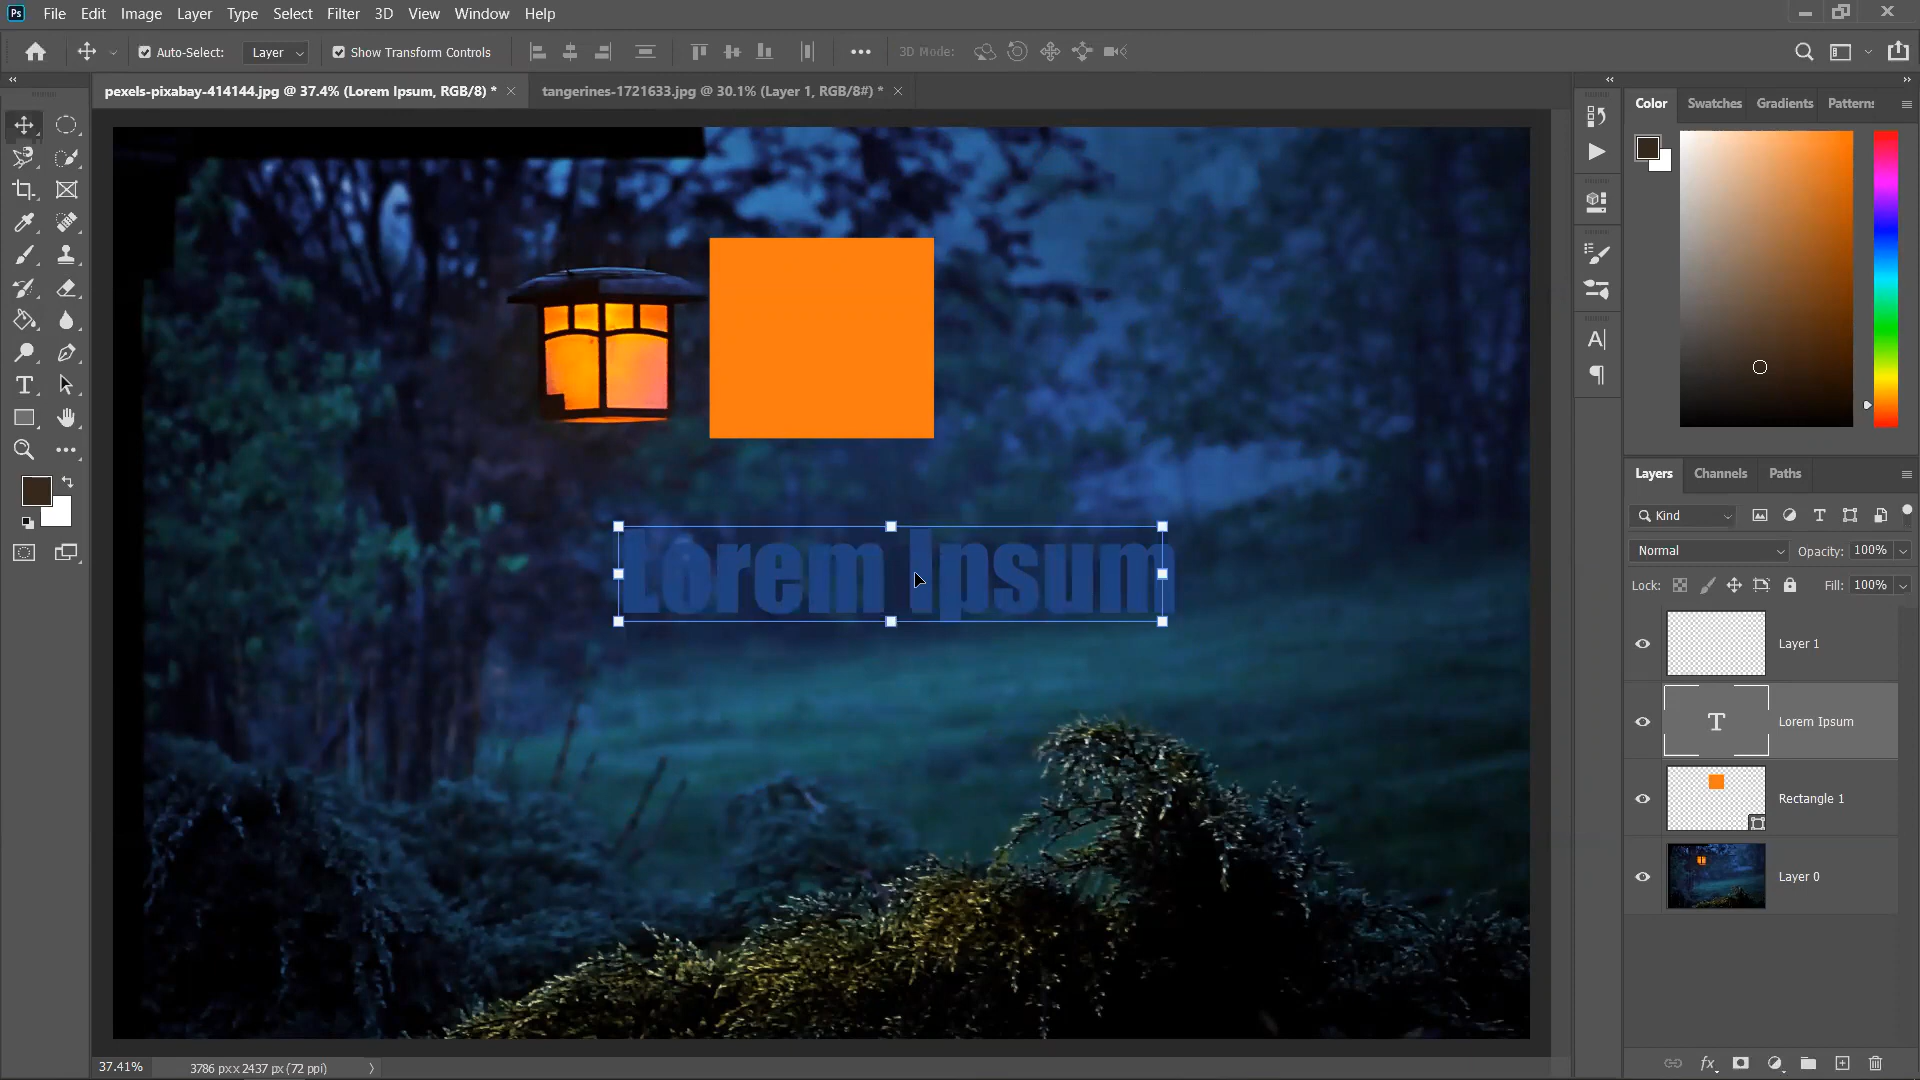 Ps File Edit Image Layer Type Select Filter 3D View Window Help
Auto-Select: Layer Show Transform Controls 3D Mode:
pexels-pixabay-414144.jpg @ 37.4% (Lorem Ipsum, RGB/8) *
tangerines-1721633.jpg @ 30.1% (Layer 1, RGB/8#) *
Color Swatches Gradients Patterns
Lorem Ipsum
Layers Channels Paths
Kind
Normal Opacity: 100%
Lock: Fill: 100%
Layer 1
T Lorem Ipsum
Rectangle 1
Layer 0
37.41% 3786 px x 2437 px (72 ppi)
fx